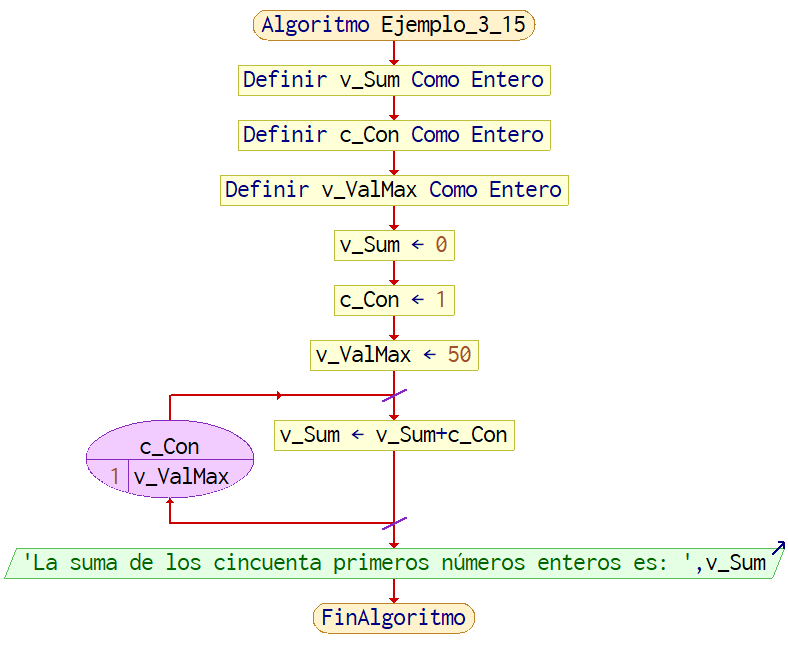 Algoritmo Ejemplo_3_15
Definir v_Sum Como Entero
Definir c_Con Como Entero
Definir v_ValMax Como Entero
v_Sum ← 0
c_Con ← 1
v_ValMax ← 50
c_Con
1 v_ValMax
v_Sum ← v_Sum+c_Con
'La suma de los cincuenta primeros números enteros es: ',v_Sum
FinAlgoritmo